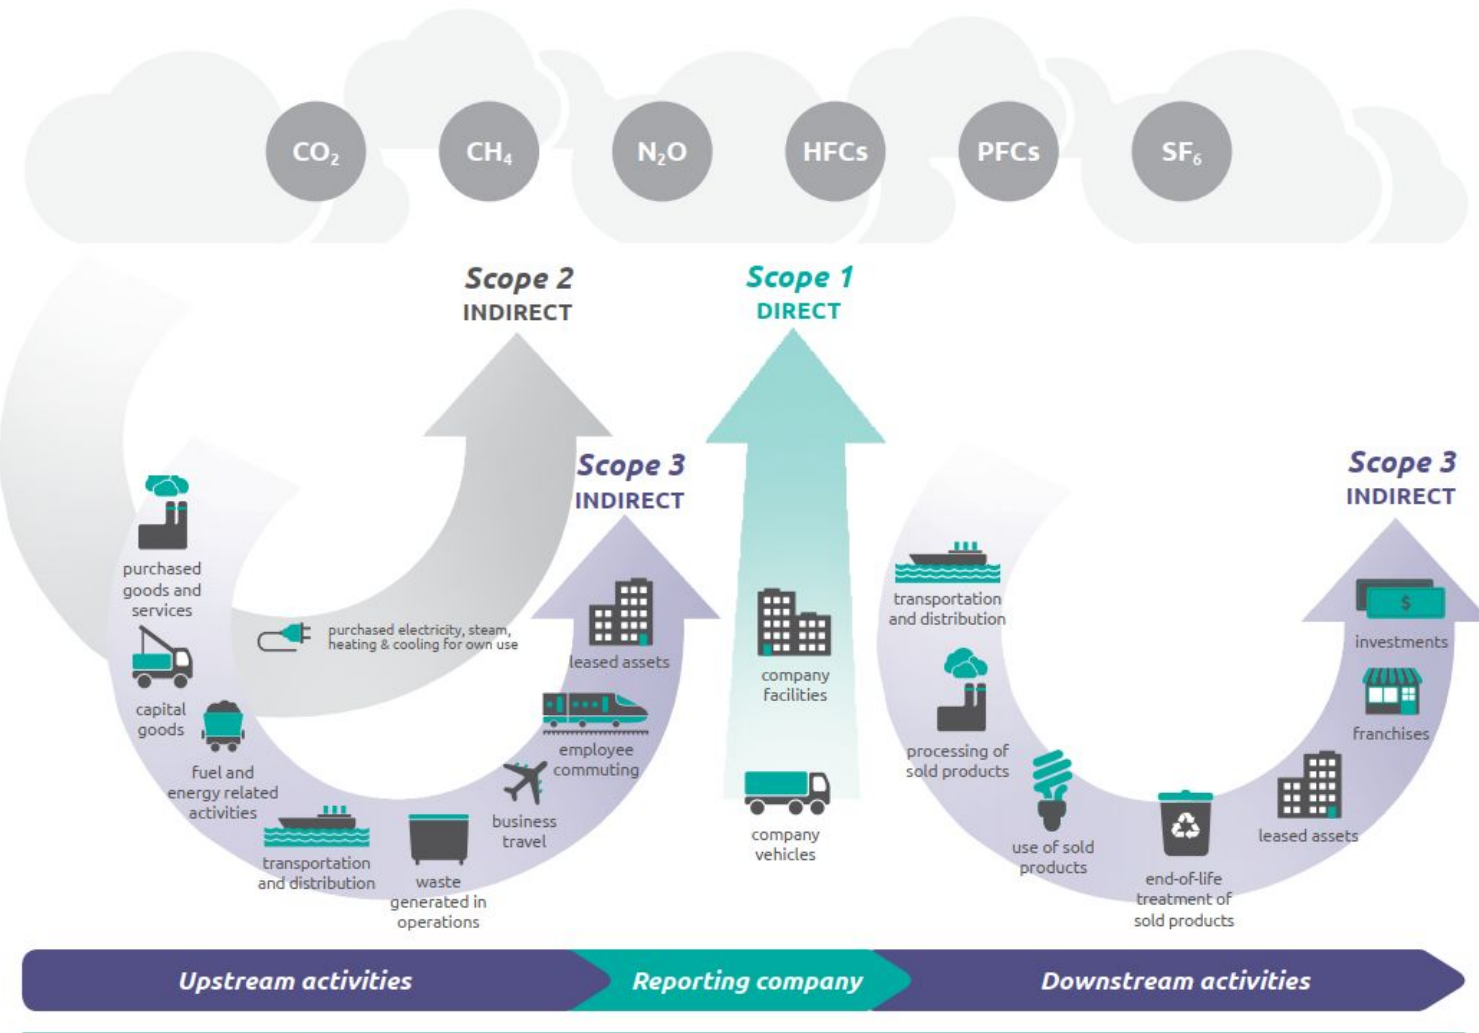 CO₂
CH₄
N₂O
HFCs
PFCs
SF₆
Scope 2
INDIRECT
Scope 1
DIRECT
Scope 3
INDIRECT
Scope 3
INDIRECT
purchased
goods and
services
capital
goods
fuel and
energy related
activities
purchased electricity, steam,
heating & cooling for own use
transportation
and distribution
waste
generated in
operations
business
travel
employee
commuting
leased assets
company
facilities
company
vehicles
transportation
and distribution
processing of
sold products
use of sold
products
end-of-life
treatment of
sold products
leased assets
franchises
$
investments
Upstream activities
Reporting company
Downstream activities